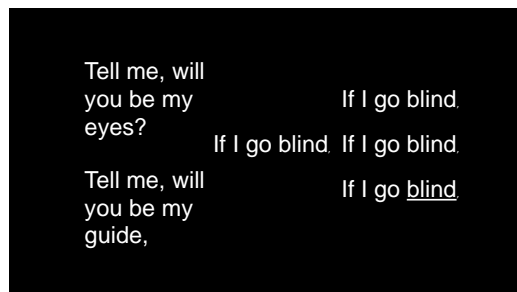 Tell me, will
you be my
eyes?
If I go blind,
If I go blind, If I go blind,
Tell me, will
you be my
guide,
If I go blind,